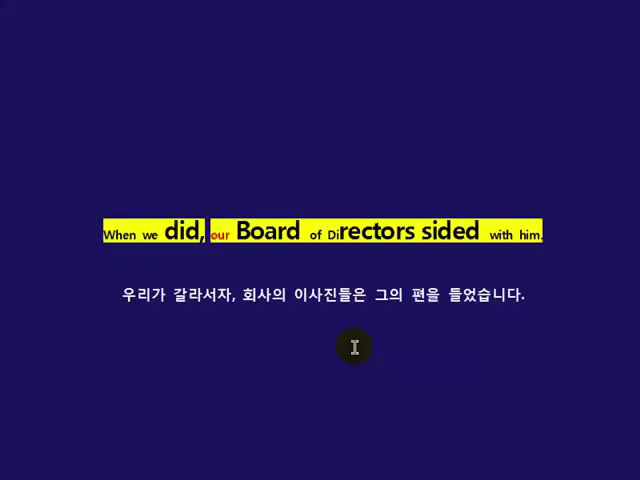 When we did, our Board of Directors sided with him.
우리가 갈라서자, 회사의 이사진들은 그의 편을 들었습니다.